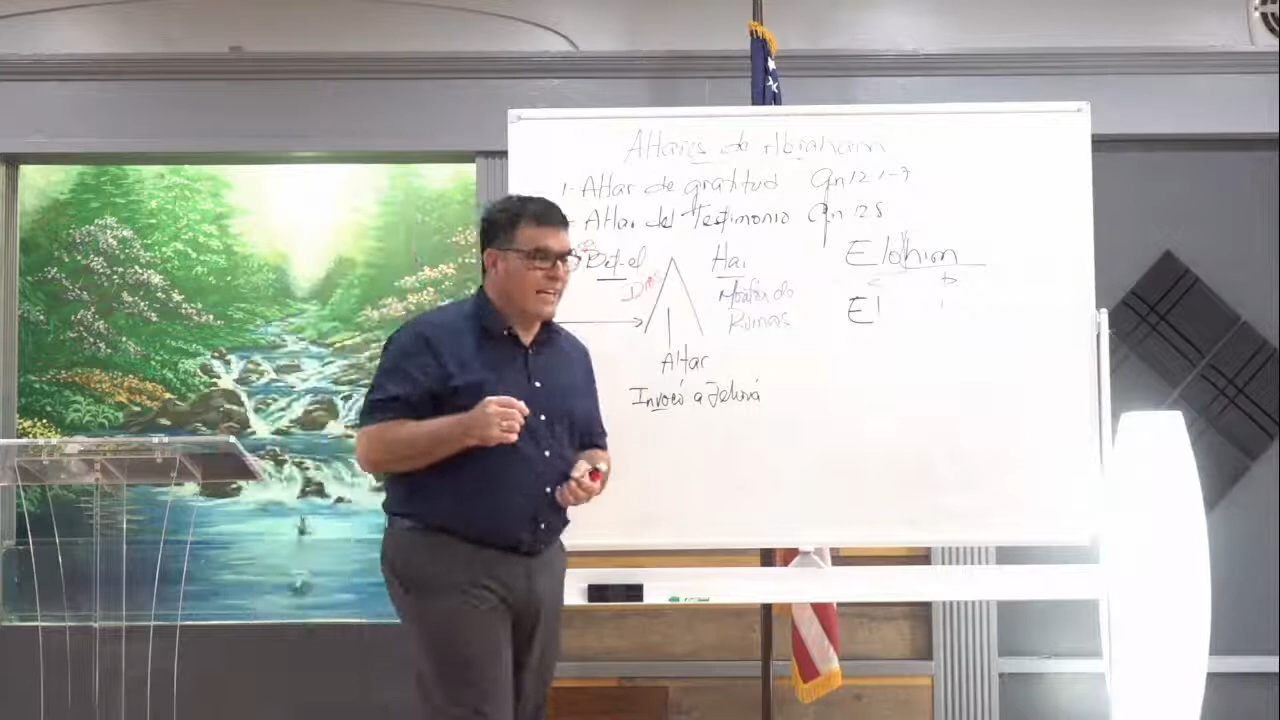 Altares de Abraham
1- Altar de gratitud Gn 12 1-7
Altar del Testimonio Gn 12 8
Bet-el Hai Elohim
Montón de
Ruinas El
Altar
Invocó a Jehová